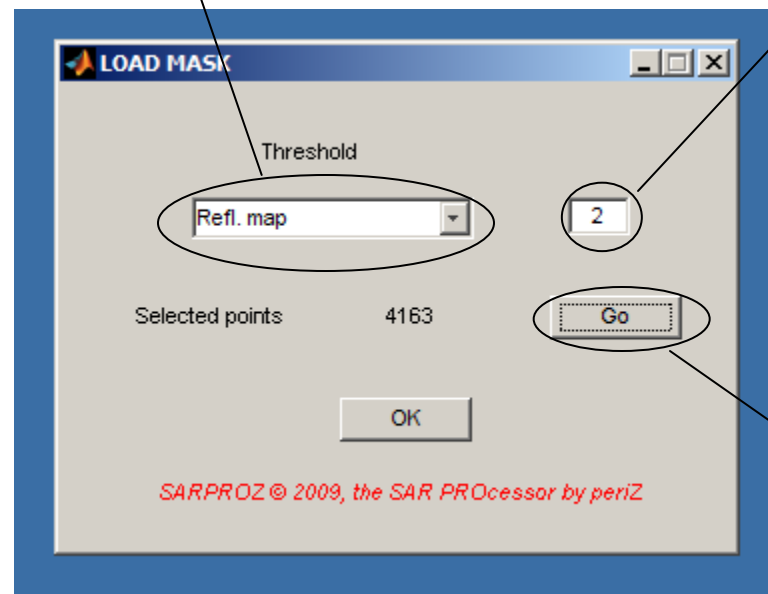 LOAD MASK
Threshold
Refl. map
2
Selected points 4163 Go
OK
SARPROZ © 2009, the SAR PROcessor by periZ